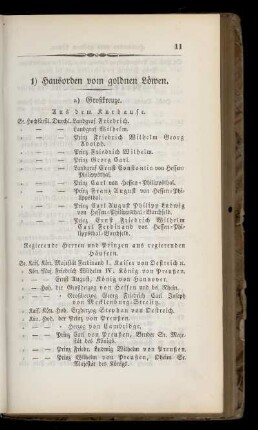 11
1) Hausorden vom goldnen Löwen.
a) Großkreuze.
Aus dem Kurhause.
Se. Hochfürstl. Durchl. Landgraf Friedrich.
„ — — Landgraf Wilhelm.
„ — — Prinz Friedrich Wilhelm Georg
Adolph.
„ — — Prinz Friedrich Wilhelm.
„ — — Prinz Georg Carl.
„ — — Landgraf Ernst Constantin von Hessen-
Philippsthal.
„ — — Prinz Carl von Hessen-Philippsthal.
„ — — Prinz Franz August von Hessen-Phi-
lippsthal.
„ — — Prinz Carl August Philipp Ludwig
von Hessen-Philippsthal-Barchfeld.
„ — — Prinz Ernst Friedrich Wilhelm
Carl Ferdinand von Hessen-Philip-
pothal-Barchfeld.
Regierende Herren und Prinzen aus regierenden
Häusern.
Se. Kais. Kön. Majestät Ferdinand I., Kaiser von Oestreich ꝛc.
„ Kön. Maj. Friedrich Wilhelm IV., König von Preußen.
„ — — Ernst August, König von Hannover.
„ — Hoh. der Großherzog von Hessen und bei Rhein.
„ — — Großherzog Georg Friedrich Carl Joseph
von Mecklenburg-Strelitz.
„ Kais. Kön. Hoh. Erzherzog Stephan von Oestreich.
„ Kön. Hoh. der Prinz von Preußen.
„ — — Herzog von Cambridge.
„ — — Prinz Carl von Preußen, Bruder Sr. Maje-
stät des Königs.
„ — — Prinz Friedr. Ludwig Wilhelm von Preußen.
„ — — Prinz Wilhelm von Preußen, Oheim Sr.
Majestät des Königs.